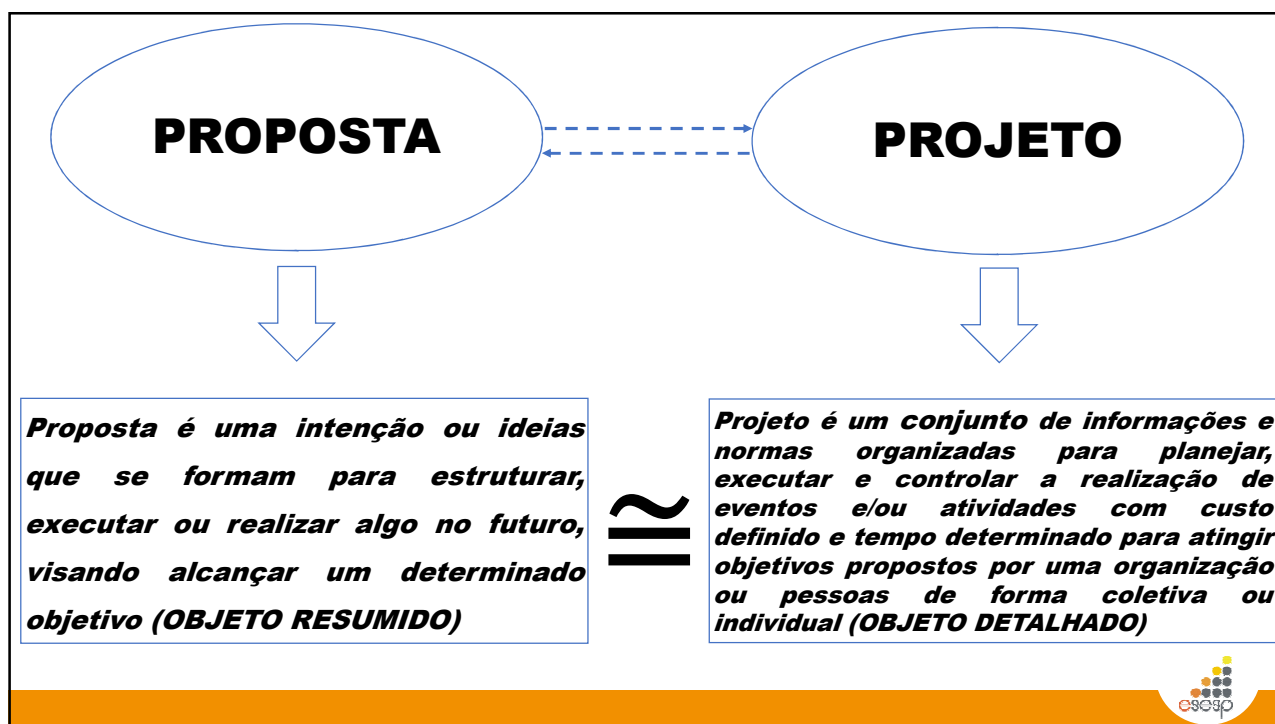 PROPOSTA
PROJETO
Proposta é uma intenção ou ideias
que se formam para estruturar,
executar ou realizar algo no futuro,
visando alcançar um determinado
objetivo (OBJETO RESUMIDO)
≅
Projeto é um conjunto de informações e
normas organizadas para planejar,
executar e controlar a realização de
eventos e/ou atividades com custo
definido e tempo determinado para atingir
objetivos propostos por uma organização
ou pessoas de forma coletiva ou
individual (OBJETO DETALHADO)
esesp